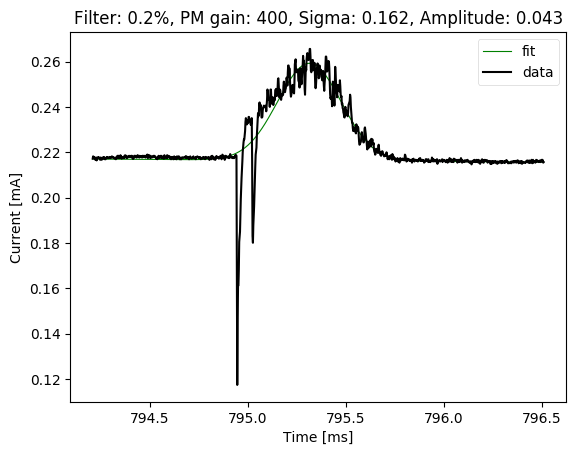 Filter: 0.2%, PM gain: 400, Sigma: 0.162, Amplitude: 0.043
fit
data
0.26
0.24
0.22
0.20
0.18
0.16
0.14
0.12
Current [mA]
794.5
795.0
795.5
796.0
796.5
Time [ms]